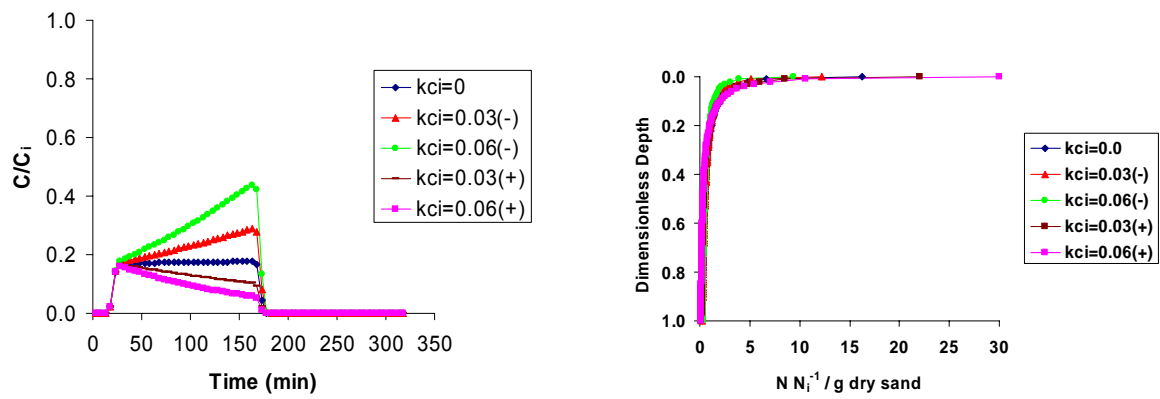 1.0
0.8
0.6
0.4
0.2
0.0
C/Ci
0 50 100 150 200 250 300 350
Time (min)
kci=0
kci=0.03(-)
kci=0.06(-)
kci=0.03(+)
kci=0.06(+)
0.0
0.2
0.4
0.6
0.8
1.0
Dimensionless Depth
0 5 10 15 20 25 30
N Ni-1 / g dry sand
kci=0.0
kci=0.03(-)
kci=0.06(-)
kci=0.03(+)
kci=0.06(+)